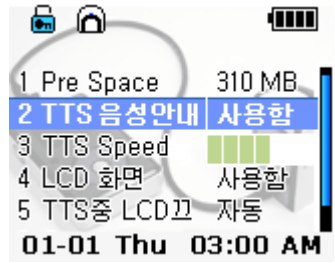 1 Pre Space 310 MB
2 TTS 음성안내 사용함
3 TTS Speed
4 LCD 화면 사용함
5 TTS중 LCD끄 자동
01-01 Thu 03:00 AM